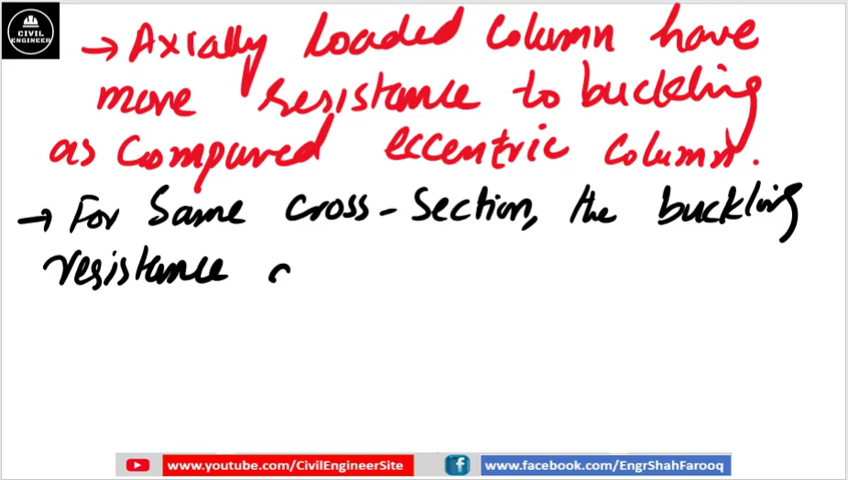 CIVIL
ENGINEER
→ Axially loaded column have
more resistance to buckling
as compared eccentric column.
→ For Same cross-section, the buckling
resistance
www.youtube.com/CivilEngineerSite
www.facebook.com/EngrShahFarooq